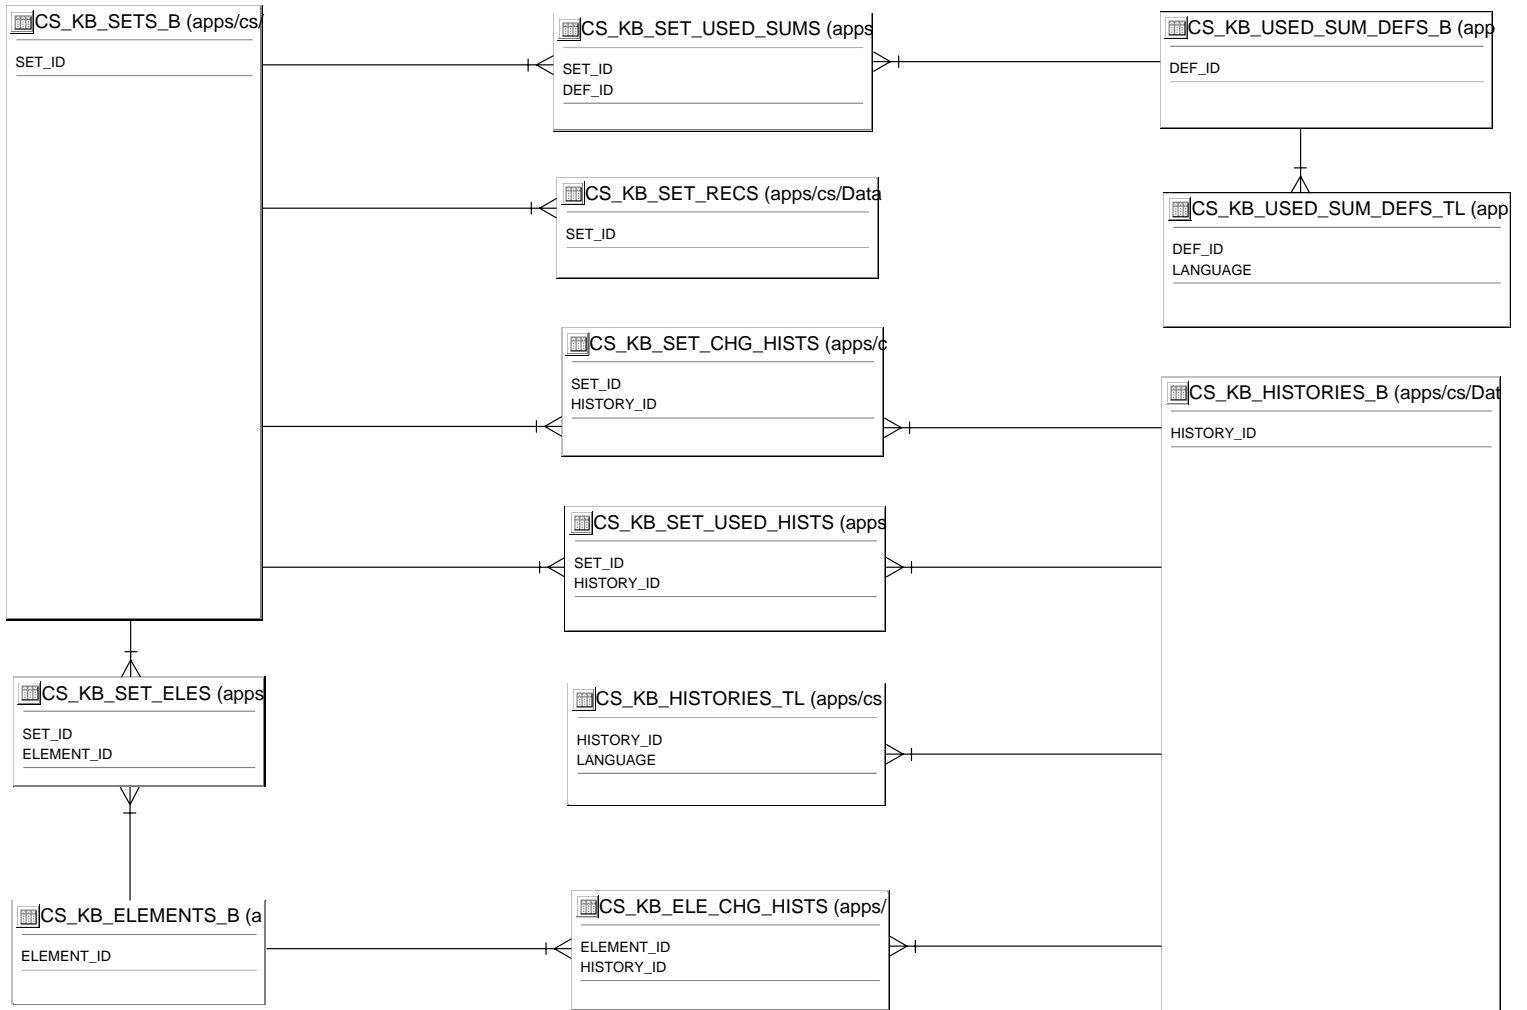 CS_KB_SETS_B (apps/cs/
SET_ID
CS_KB_SET_USED_SUMS (apps
SET_ID
DEF_ID
CS_KB_USED_SUM_DEFS_B (app
DEF_ID
CS_KB_SET_RECS (apps/cs/Data
SET_ID
CS_KB_USED_SUM_DEFS_TL (app
DEF_ID
LANGUAGE
CS_KB_SET_CHG_HISTS (apps/c
SET_ID
HISTORY_ID
CS_KB_HISTORIES_B (apps/cs/Dat
HISTORY_ID
CS_KB_SET_USED_HISTS (apps
SET_ID
HISTORY_ID
CS_KB_SET_ELES (apps
SET_ID
ELEMENT_ID
CS_KB_HISTORIES_TL (apps/cs
HISTORY_ID
LANGUAGE
CS_KB_ELEMENTS_B (a
ELEMENT_ID
CS_KB_ELE_CHG_HISTS (apps/
ELEMENT_ID
HISTORY_ID